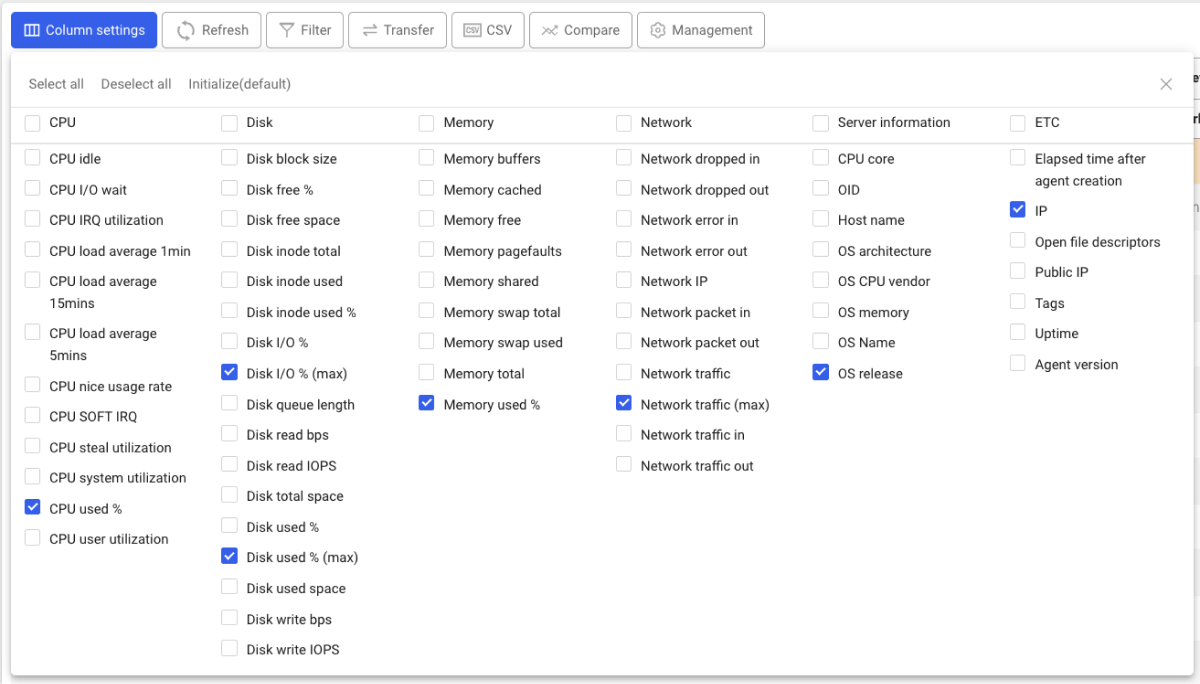 Column settings
Refresh
Filter
Transfer
CSV CSV
Compare
Management
Select all
Deselect all
Initialize(default)
CPU
CPU idle
CPU I/O wait
CPU IRQ utilization
CPU load average 1min
CPU load average
15mins
CPU load average
5mins
CPU nice usage rate
CPU SOFT IRQ
CPU steal utilization
CPU system utilization
CPU used %
CPU user utilization
Disk
Disk block size
Disk free %
Disk free space
Disk inode total
Disk inode used
Disk inode used %
Disk I/O %
Disk I/O % (max)
Disk queue length
Disk read bps
Disk read IOPS
Disk total space
Disk used %
Disk used % (max)
Disk used space
Disk write bps
Disk write IOPS
Memory
Memory buffers
Memory cached
Memory free
Memory pagefaults
Memory shared
Memory swap total
Memory swap used
Memory total
Memory used %
Network
Network dropped in
Network dropped out
Network error in
Network error out
Network IP
Network packet in
Network packet out
Network traffic
Network traffic (max)
Network traffic in
Network traffic out
Server information
CPU core
OID
Host name
OS architecture
OS CPU vendor
OS memory
OS Name
OS release
ETC
Elapsed time after
agent creation
IP
Open file descriptors
Public IP
Tags
Uptime
Agent version